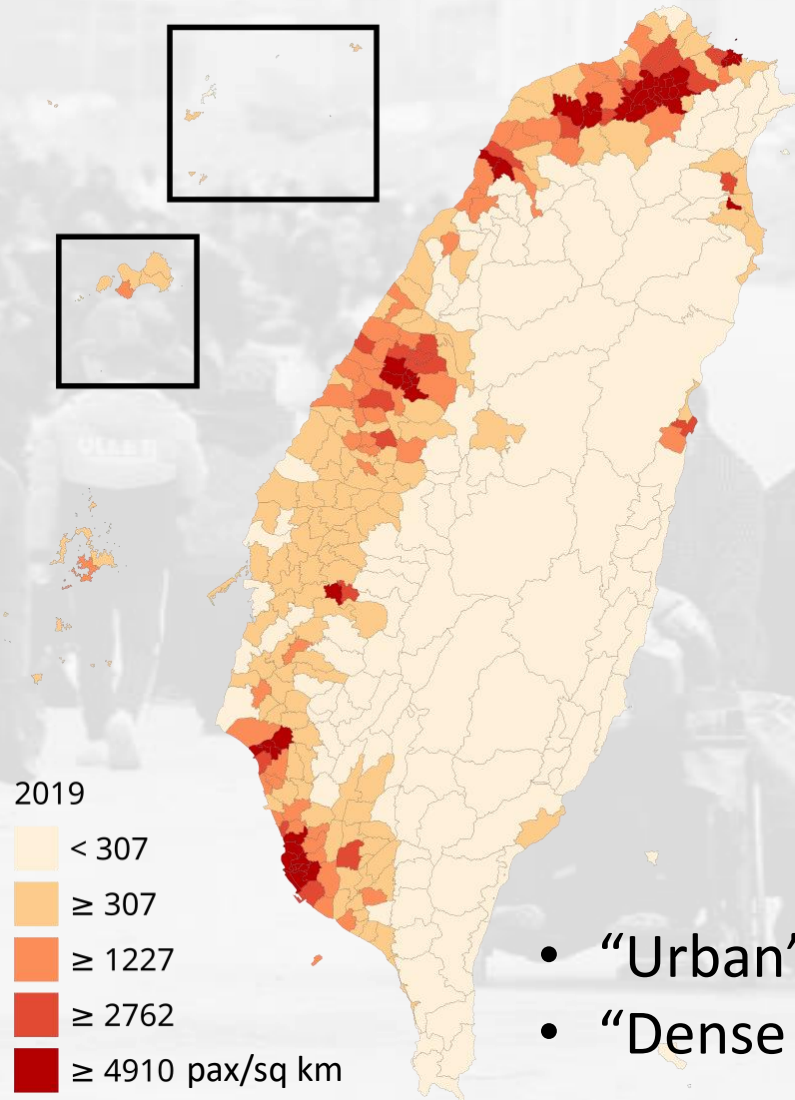 2019
< 307
≥ 307
≥ 1227
≥ 2762
≥ 4910 pax/sq km
• “Urban”
• “Dense